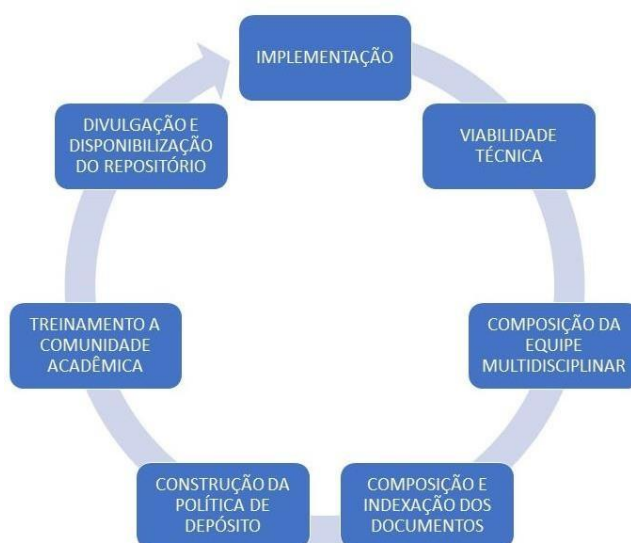 IMPLEMENTAÇÃO
VIABILIDADE
TÉCNICA
COMPOSIÇÃO DA
EQUIPE
MULTIDISCIPLINAR
COMPOSIÇÃO E
INDEXAÇÃO DOS
DOCUMENTOS
CONSTRUÇÃO DA
POLÍTICA DE
DEPÓSITO
TREINAMENTO A
COMUNIDADE
ACADÊMICA
DIVULGAÇÃO E
DISPONIBILIZAÇÃO
DO REPOSITÓRIO